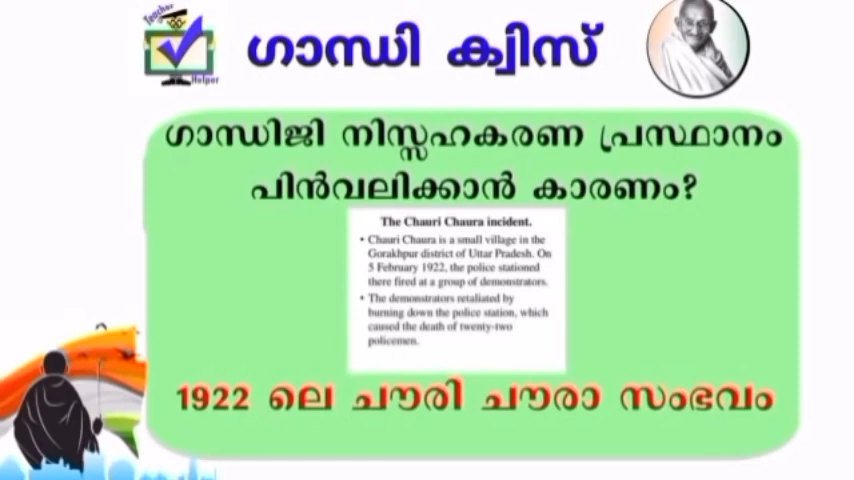 Teacher
Helper
ഗാന്ധി ക്വിസ്
ഗാന്ധിജി നിസ്സഹകരണ പ്രസ്ഥാനം
പിൻവലിക്കാൻ കാരണം?
The Chauri Chaura incident.
• Chauri Chaura is a small village in the
Gorakhpur district of Uttar Pradesh. On
5 February 1922, the police stationed
there fired at a group of demonstrators.
• The demonstrators retaliated by
burning down the police station, which
caused the death of twenty-two
policemen.
1922 ലെ ചൗരി ചൗരാ സംഭവം